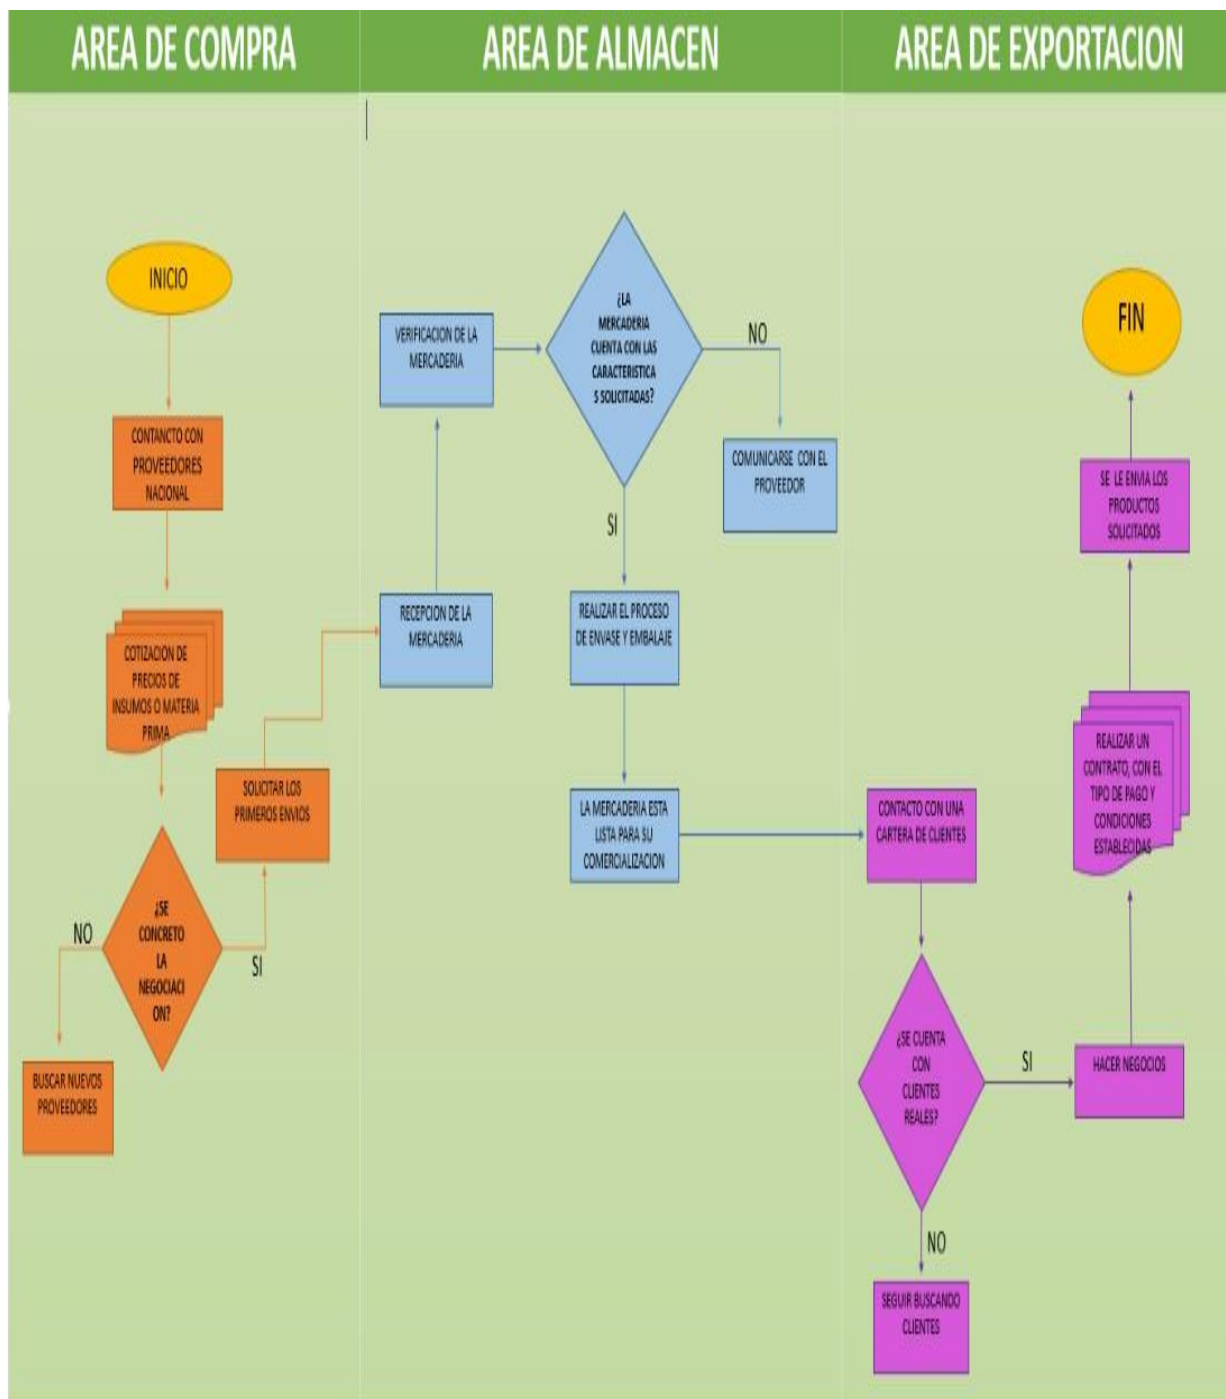 AREA DE COMPRA
AREA DE ALMACEN
AREA DE EXPORTACION
INICIO
CONTANCTO CON
PROVEEDORES
NACIONAL
COTIZACION DE
PRECIOS DE
INSUMOS O MATERIA
PRIMA
¿SE
CONCRETO
LA
NEGOCIACI
ON?
NO
SI
BUSCAR NUEVOS
PROVEEDORES
SOLICITAR LOS
PRIMEROS ENVIOS
RECEPCION DE LA
MERCADERIA
VERIFICACION DE LA
MERCADERIA
¿LA
MERCADERIA
CUENTA CON LAS
CARACTERISTICA
S SOLICITADAS?
NO
COMUNICARSE CON EL
PROVEEDOR
SI
REALIZAR EL PROCESO
DE ENVASE Y EMBALAJE
LA MERCADERIA ESTA
LISTA PARA SU
COMERCIALIZACION
CONTACTO CON UNA
CARTERA DE CLIENTES
¿SE CUENTA
CON
CLIENTES
REALES?
SI
NO
SEGUIR BUSCANDO
CLIENTES
HACER NEGOCIOS
REALIZAR UN
CONTRATO, CON EL
TIPO DE PAGO Y
CONDICIONES
ESTABLECIDAS
SE LE ENVIA LOS
PRODUCTOS
SOLICITADOS
FIN